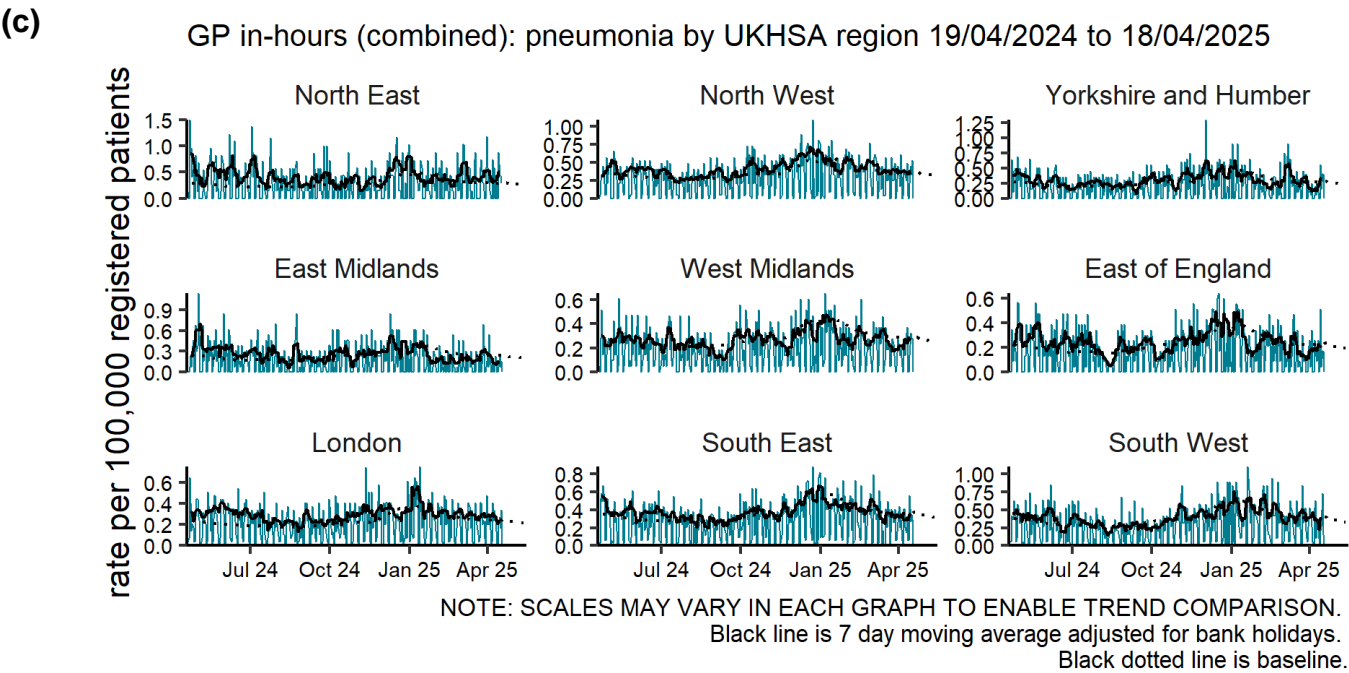 (c)
GP in-hours (combined): pneumonia by UKHSA region 19/04/2024 to 18/04/2025
rate per 100,000 registered patients
North East
1.5
1.0
0.5
0.0
North West
1.00
0.75
0.50
0.25
0.00
Yorkshire and Humber
1.25
1.00
0.75
0.50
0.25
0.00
East Midlands
0.9
0.6
0.3
0.0
West Midlands
0.6
0.4
0.2
0.0
East of England
0.6
0.4
0.2
0.0
London
0.6
0.4
0.2
0.0
Jul 24 Oct 24 Jan 25 Apr 25
South East
0.8
0.6
0.4
0.2
0.0
Jul 24 Oct 24 Jan 25 Apr 25
South West
1.00
0.75
0.50
0.25
0.00
Jul 24 Oct 24 Jan 25 Apr 25
NOTE: SCALES MAY VARY IN EACH GRAPH TO ENABLE TREND COMPARISON.
Black line is 7 day moving average adjusted for bank holidays.
Black dotted line is baseline.